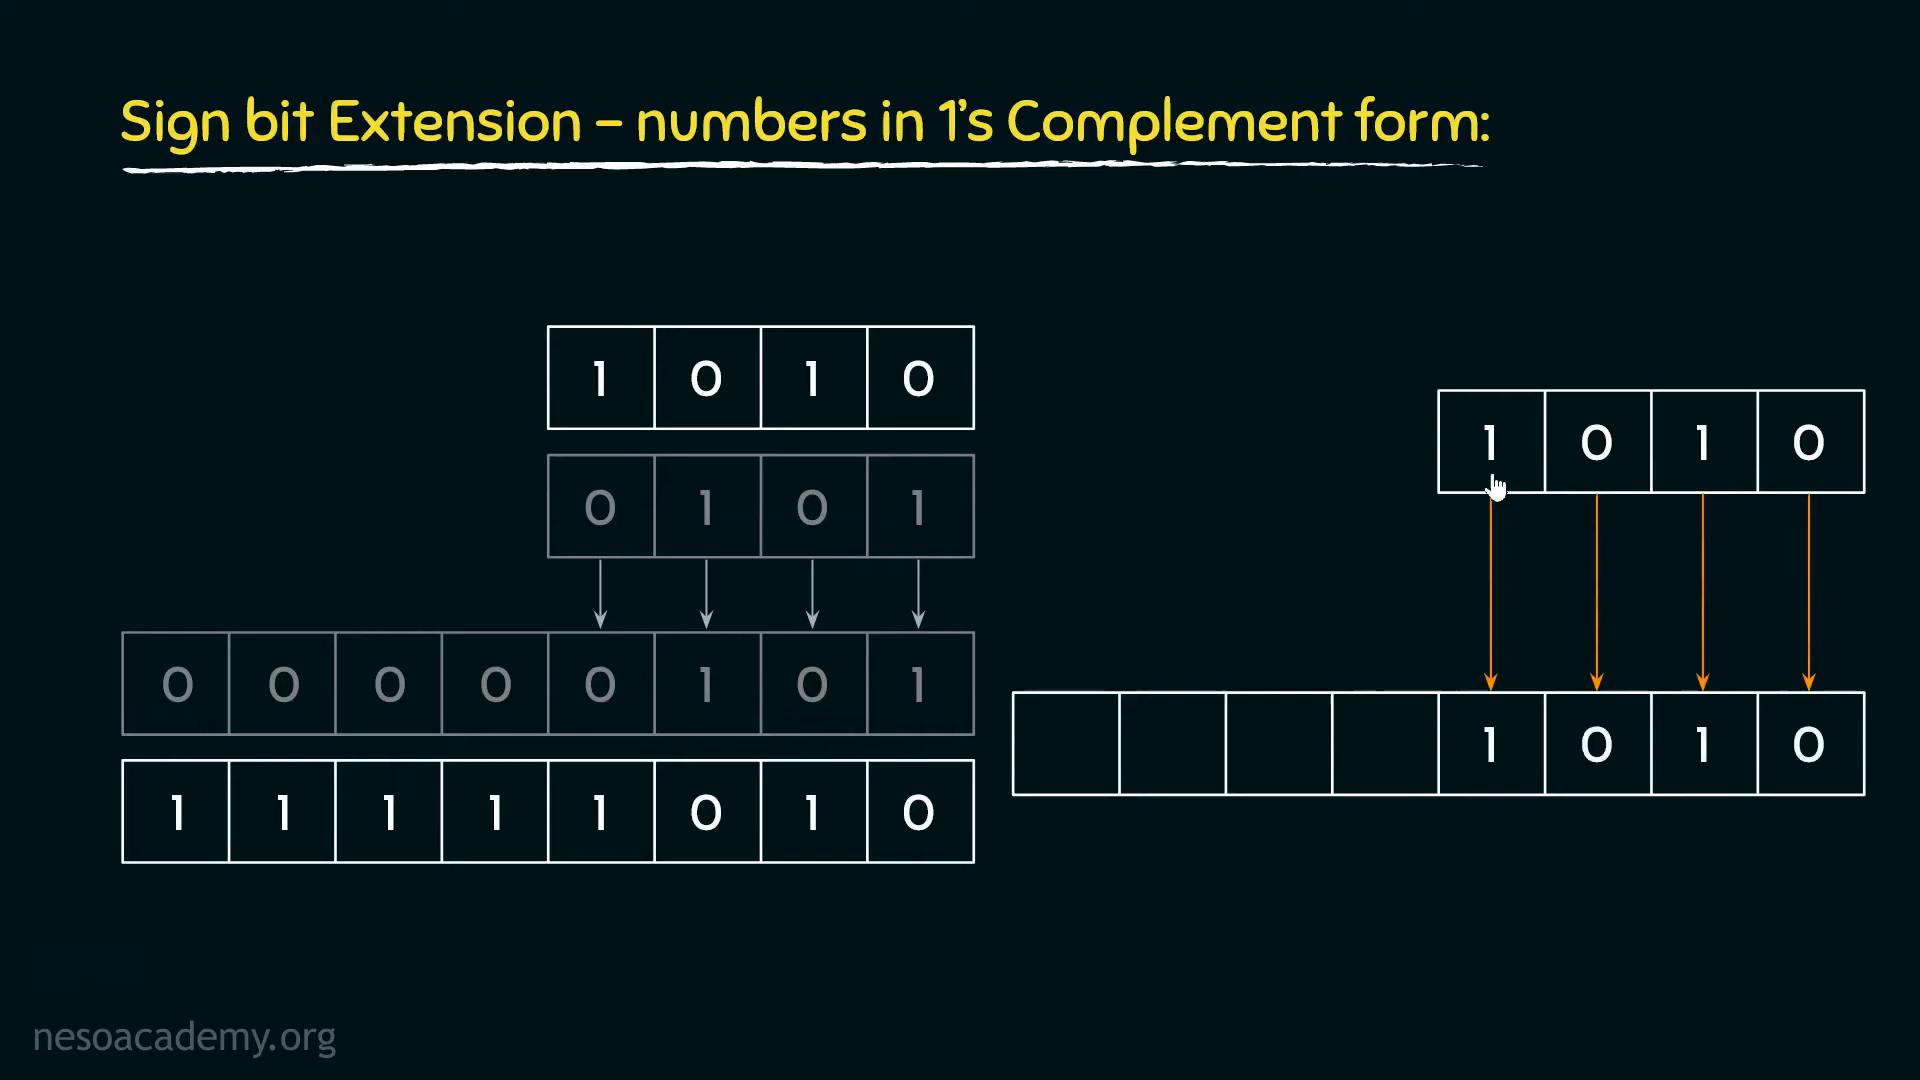 Sign bit Extension – numbers in 1's Complement form:
1 0 1 0
0 1 0 1
0 0 0 0 0 1 0 1
1 1 1 1 1 0 1 0
1 0 1 0
1 0 1 0
nesoacademy.org